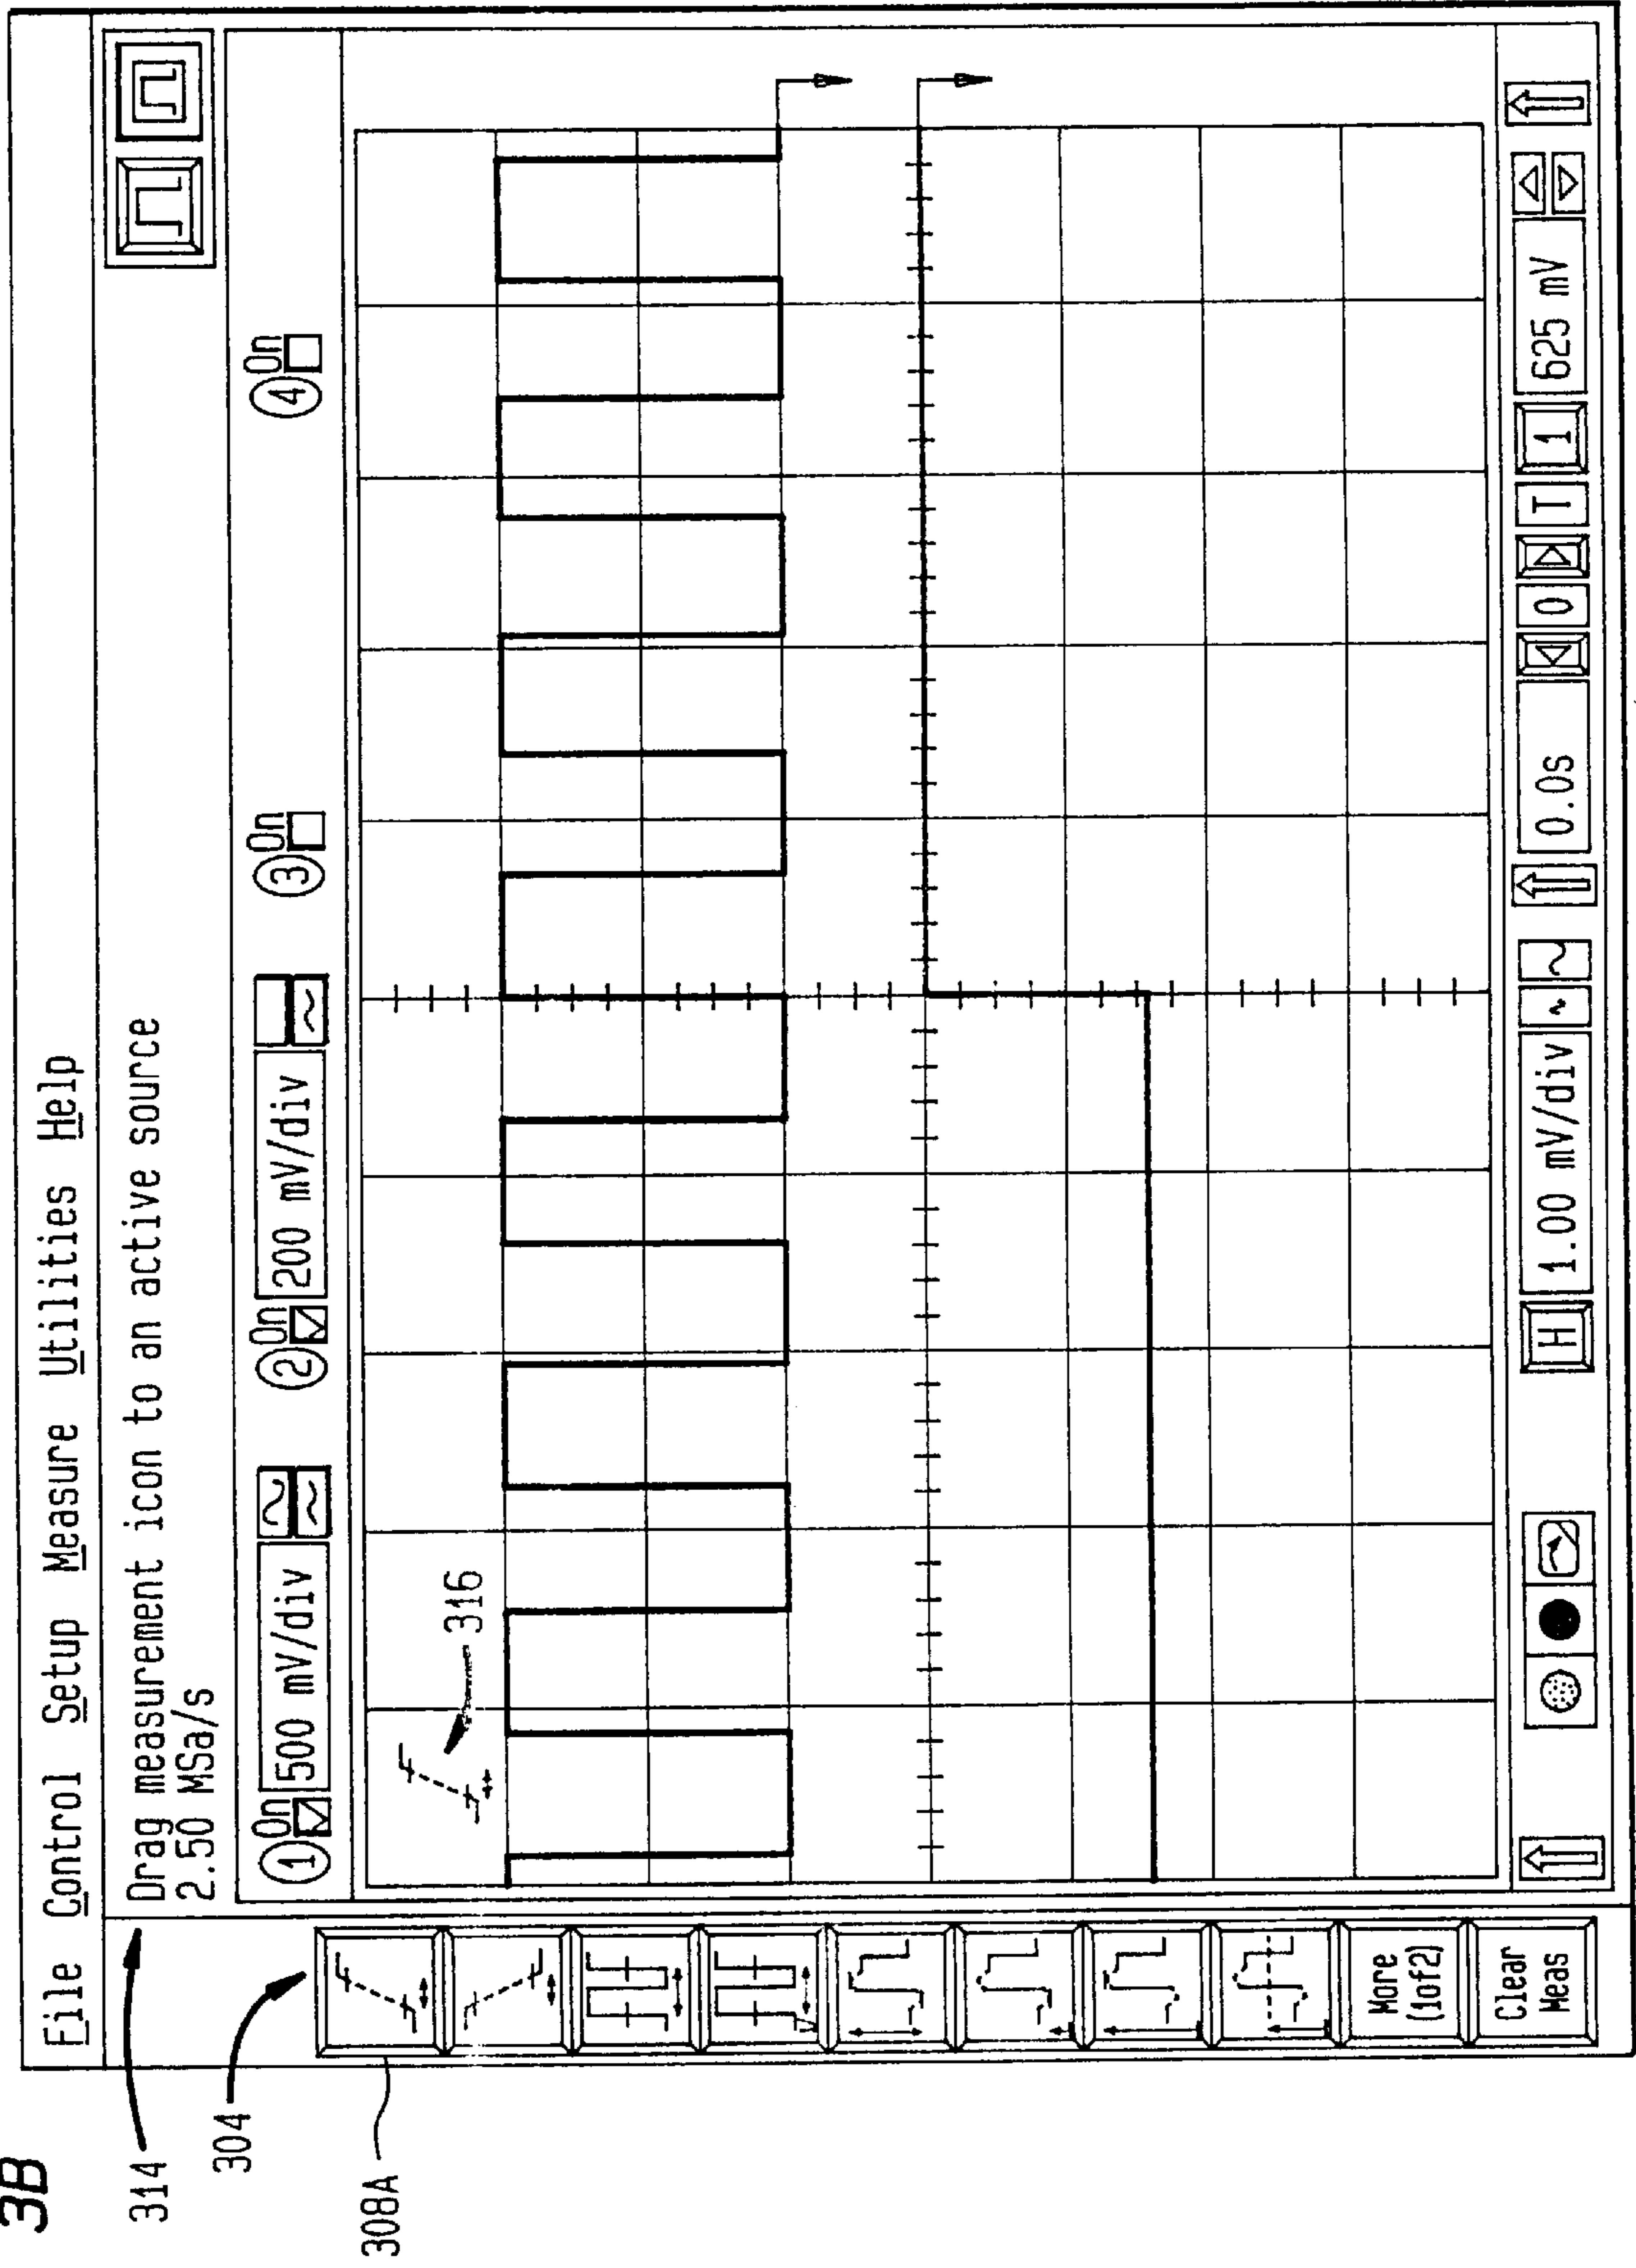 3B
314
304
308A
File Control Setup Measure Utilities Help
Drag measurement icon to an active source
2.50 MSa/s
1 On 500 mV/div
2 On 200 mV/div
3 On
4 On
316
More
(1of2)
Clear
Meas
H 1.00 mV/div 0.0s 0 T 1 625 mV